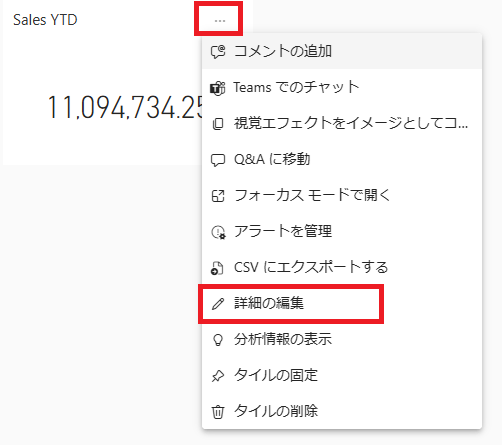 Sales YTD
...
コメントの追加
Teams でのチャット
11,094,734.25
視覚エフェクトをイメージとしてコ...
Q&A に移動
フォーカス モードで開く
アラートを管理
CSV にエクスポートする
詳細の編集
分析情報の表示
タイルの固定
タイルの削除